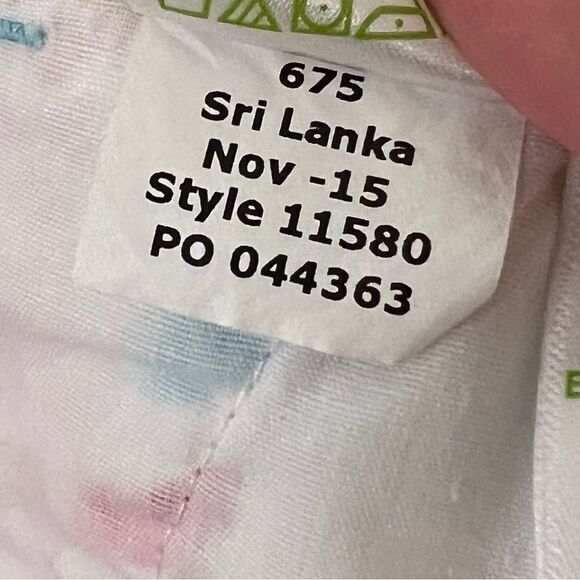 675
Sri Lanka
Nov -15
Style 11580
PO 044363